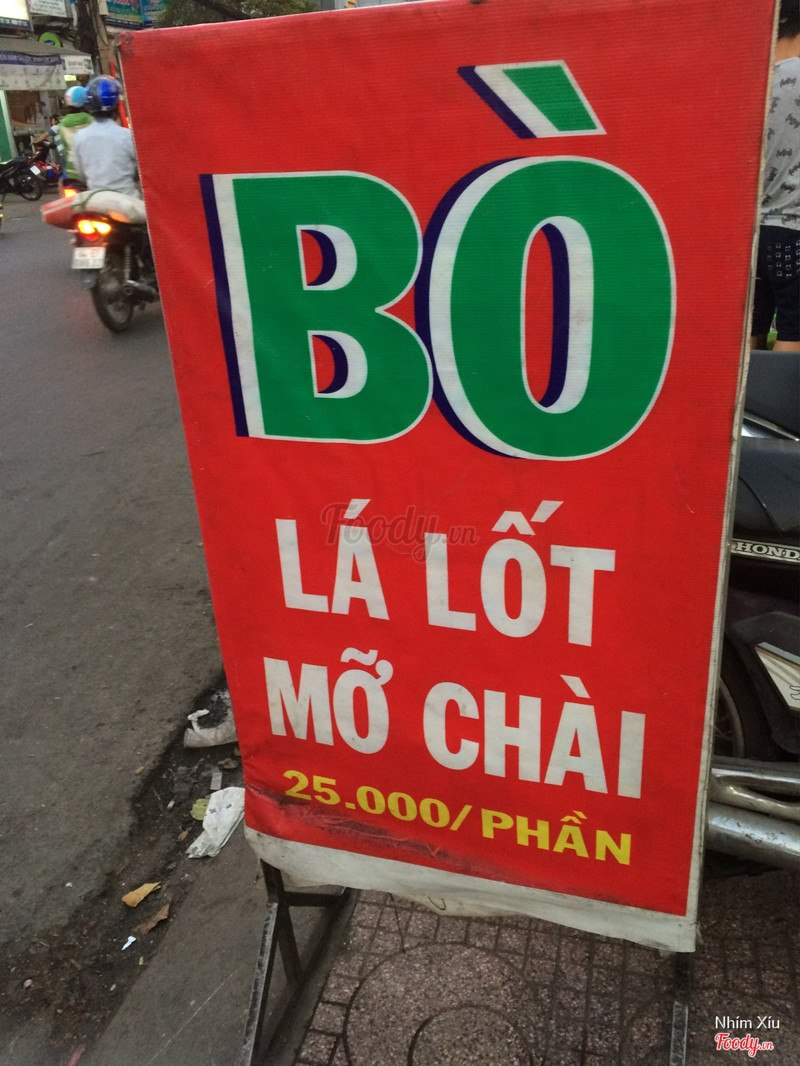 BÒ
LÁ LỐT
Foody.vn
MỠ CHÀI
25.000/PHẦN
HONDA
Nhím Xíu
Foody.vn